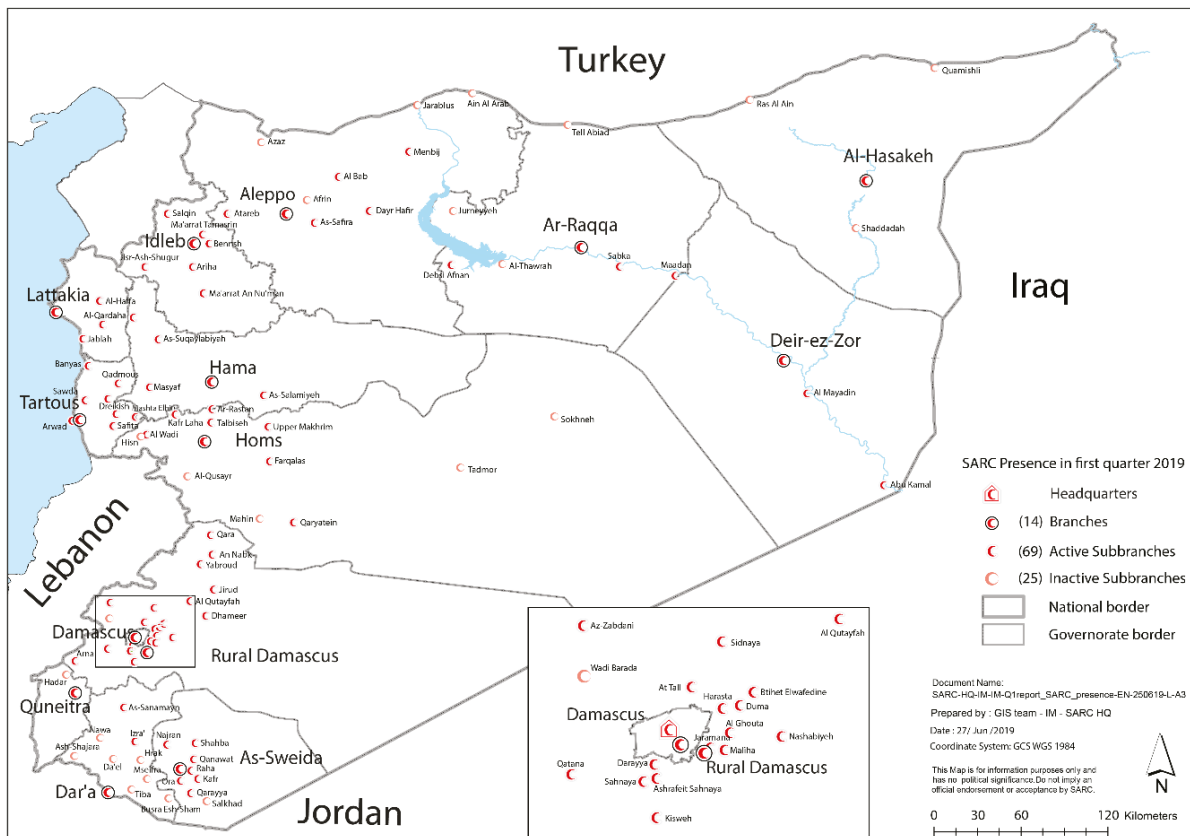 Turkey
Quamishli
Ain Al Arab
Jarablus
Ras Al Ain
Tell Abiad
Azaz
Menbij
Al-Hasakeh
Al Bab
Aleppo
Afrin
Salqin
Atareb
As-Safira
Dayr Hafir
Jurneyyeh
Ma'arrat Tamasrin
Shaddadah
Idleb
Bennsh
Ar-Raqqa
Jisr-Ash-Shugur
Ariha
Debsi Afnan
Al-Thawrah
Sabka
Maadan
Iraq
Lattakia
Al-Haffa
Ma'arrat An Nu'man
Al-Qardaha
Jablah
As-Suqaylabiyeh
Deir-ez-Zor
Banyas
Hama
Qadmous
Masyaf
Sawda
As-Salamiyeh
Al Mayadin
Tartous
Dreikish
Mashta Elhlu
Ar-Rastan
Arwad
Safita
Kafr Laha
Talbiseh
Upper Makhrim
Sokhneh
Hisn
Al Wadi
Homs
Farqalas
Tadmor
SARC Presence in first quarter 2019
Al-Qusayr
Abu Kamal
Headquarters
Lebanon
Mahin
Qaryatein
(14) Branches
Qara
An Nabk
(69) Active Subbranches
Yabroud
Jirud
(25) Inactive Subbranches
Al Qutayfah
National border
Dhameer
Governorate border
Damascus
Arna
Rural Damascus
Hadar
Quneitra
As-Sanamayn
Nawa
Izra'
Najran
Shahba
As-Sweida
Ash-Shajara
Hrak
Qanawat
Da'el
Mseifra
Raha
Ora
Kafr
Dar'a
Tiba
Qarayya
Busra Esh-Sham
Salkhad
Jordan
Az-Zabdani
Al Qutayfah
Sidnaya
Wadi Barada
At Tall
Btihet Elwafedine
Harasta
Duma
Damascus
Al Ghouta
Nashabiyeh
Jaramana
Maliha
Qatana
Darayya
Rural Damascus
Sahnaya
Ashrafeit Sahnaya
Kisweh
Document Name:
SARC-HQ-IM-IM-Q1report_SARC_presence-EN-250619-L-A3
Prepared by : GIS team - IM - SARC HQ
Date : 27/ Jun /2019
Coordinate System: GCS WGS 1984
This Map is for information purposes only and
has no political significance.Do not imply an
official endorsement or acceptance by SARC.
N
0 30 60 120 Kilometers